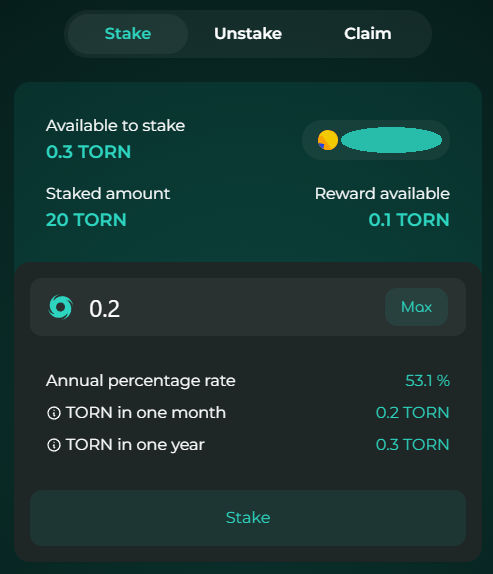 Stake Unstake Claim
Available to stake
0.3 TORN
Staked amount Reward available
20 TORN 0.1 TORN
0.2 Max
Annual percentage rate 53.1 %
TORN in one month 0.2 TORN
TORN in one year 0.3 TORN
Stake